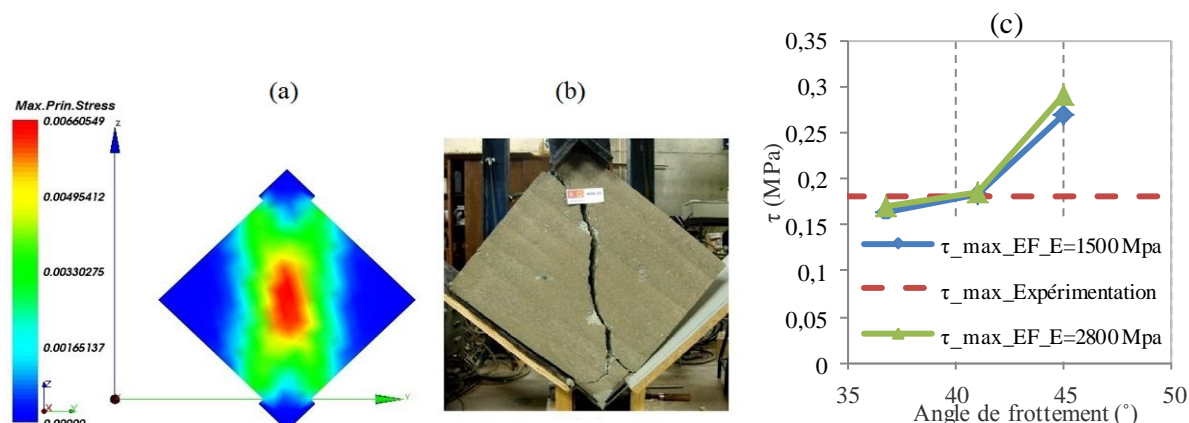 (a)
Max.Prin.Stress
0.00660549
0.00495412
0.00330275
0.00165137
0.00000
Z
Y
Z
X
Y
(b)
(c)
τ (MPa)
0,35
0,3
0,25
0,2
0,15
0,1
0,05
0
τ_max_EF_E=1500 Mpa
τ_max_Expérimentation
τ_max_EF_E=2800 Mpa
35
40
45
50
Angle de frottement (°)